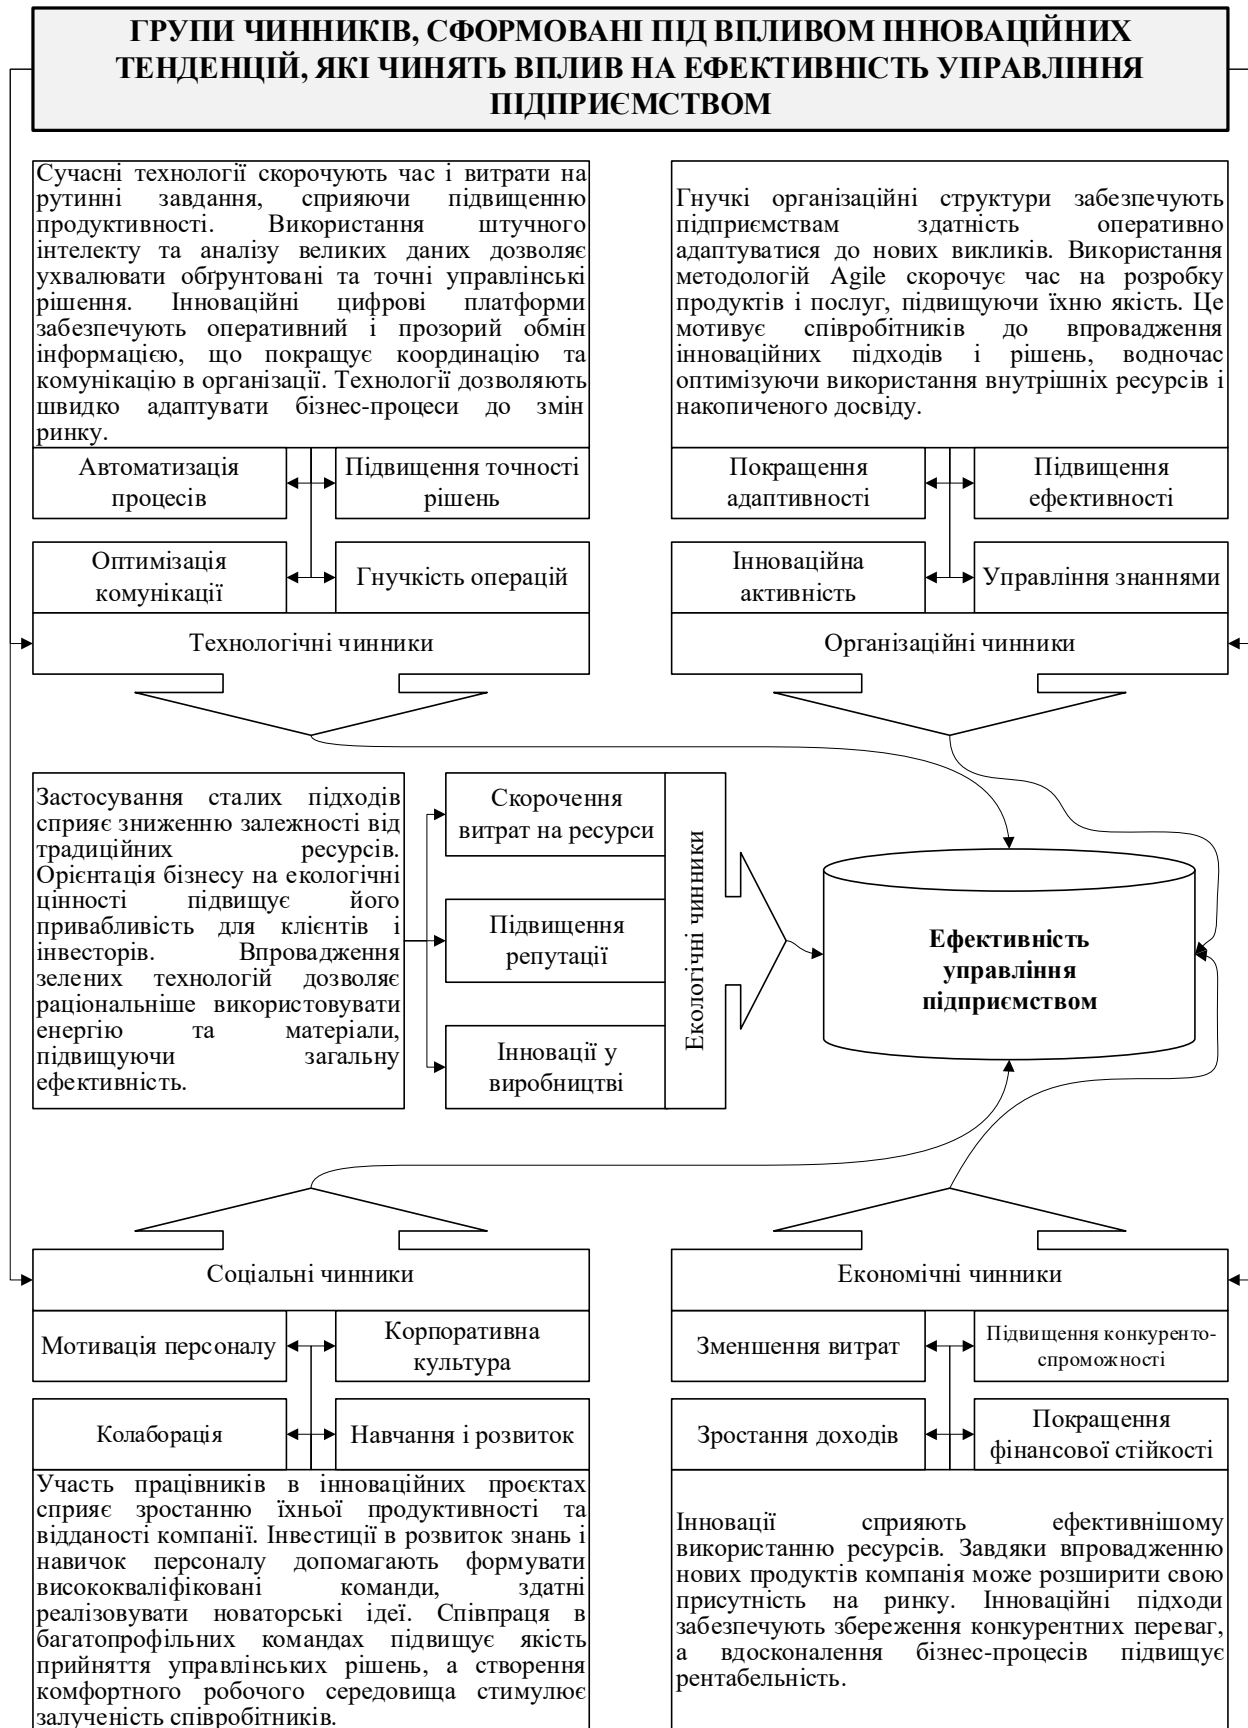 ГРУПИ ЧИННИКІВ, СФОРМОВАНІ ПІД ВПЛИВОМ ІННОВАЦІЙНИХ
ТЕНДЕНЦІЙ, ЯКІ ЧИНЯТЬ ВПЛИВ НА ЕФЕКТИВНІСТЬ УПРАВЛІННЯ
ПІДПРИЄМСТВОМ
Сучасні технології скорочують час і витрати на
рутинні завдання, сприяючи підвищенню
продуктивності. Використання штучного
інтелекту та аналізу великих даних дозволяє
ухвалювати обґрунтовані та точні управлінські
рішення. Інноваційні цифрові платформи
забезпечують оперативний і прозорий обмін
інформацією, що покращує координацію та
комунікацію в організації. Технології дозволяють
швидко адаптувати бізнес-процеси до змін
ринку.
Автоматизація
процесів
Підвищення точності
рішень
Оптимізація
комунікації
Гнучкість операцій
Технологічні чинники
Гнучкі організаційні структури забезпечують
підприємствам здатність оперативно
адаптуватися до нових викликів. Використання
методологій Agile скорочує час на розробку
продуктів і послуг, підвищуючи їхню якість. Це
мотивує співробітників до впровадження
інноваційних підходів і рішень, водночас
оптимізуючи використання внутрішніх ресурсів і
накопиченого досвіду.
Покращення
адаптивності
Підвищення
ефективності
Інноваційна
активність
Управління знаннями
Організаційні чинники
Застосування сталих підходів
сприяє зниженню залежності від
традиційних ресурсів.
Орієнтація бізнесу на екологічні
цінності підвищує його
привабливість для клієнтів і
інвесторів. Впровадження
зелених технологій дозволяє
раціональніше використовувати
енергію та матеріали,
підвищуючи загальну
ефективність.
Скорочення
витрат на ресурси
Підвищення
репутації
Інновації у
виробництві
Екологічні чинники
Ефективність
управління
підприємством
Соціальні чинники
Мотивація персоналу
Корпоративна
культура
Колаборація
Навчання і розвиток
Участь працівників в інноваційних проєктах
сприяє зростанню їхньої продуктивності та
відданості компанії. Інвестиції в розвиток знань і
навичок персоналу допомагають формувати
висококваліфіковані команди, здатні
реалізовувати новаторські ідеї. Співпраця в
багатопрофільних командах підвищує якість
прийняття управлінських рішень, а створення
комфортного робочого середовища стимулює
залученість співробітників.
Економічні чинники
Зменшення витрат
Підвищення конкуренто-
спроможності
Зростання доходів
Покращення
фінансової стійкості
Інновації сприяють ефективнішому
використанню ресурсів. Завдяки впровадженню
нових продуктів компанія може розширити свою
присутність на ринку. Інноваційні підходи
забезпечують збереження конкурентних переваг,
а вдосконалення бізнес-процесів підвищує
рентабельність.